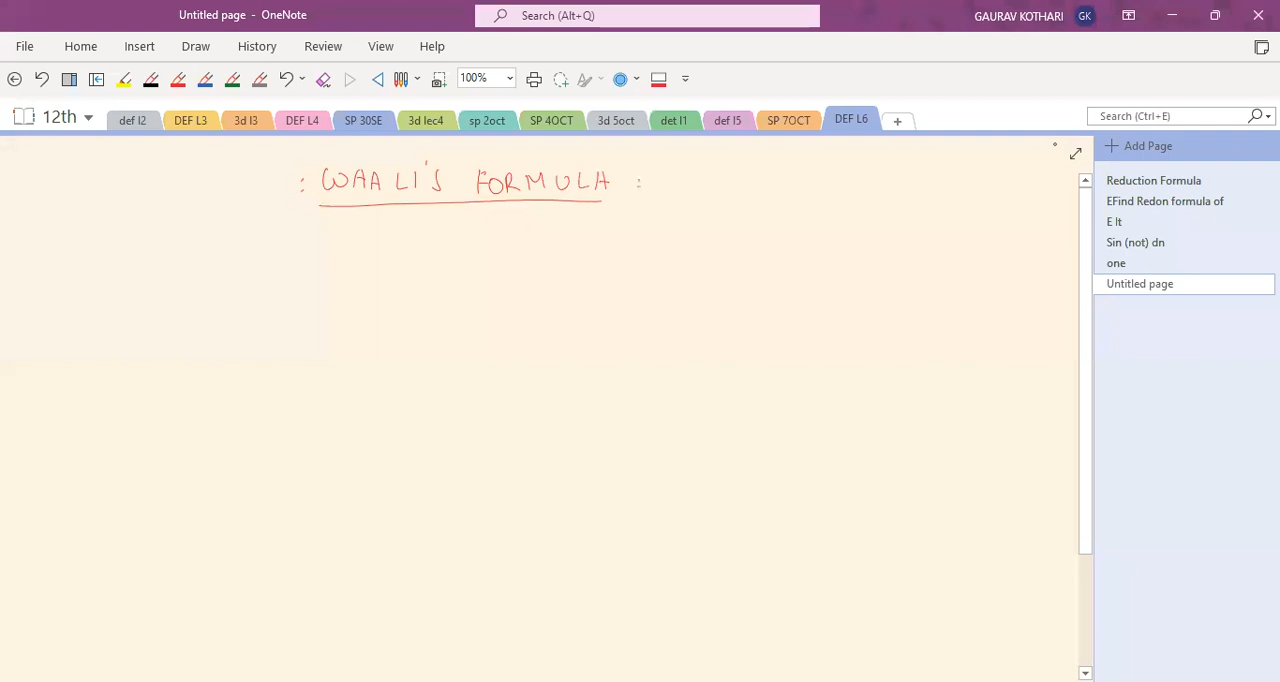 Untitled page - OneNote
Search (Alt+Q)
GAURAV KOTHARI GK
File Home Insert Draw History Review View Help
100%
12th def l2 DEF L3 3d l3 DEF L4 SP 30SE 3d lec4 sp 2oct SP 4OCT 3d 5oct det l1 def l5 SP 7OCT DEF L6 +
Search (Ctrl+E)
Add Page
: WAALI'S FORMULA :
Reduction Formula
EFind Redon formula of
E lt
Sin (not) dn
one
Untitled page